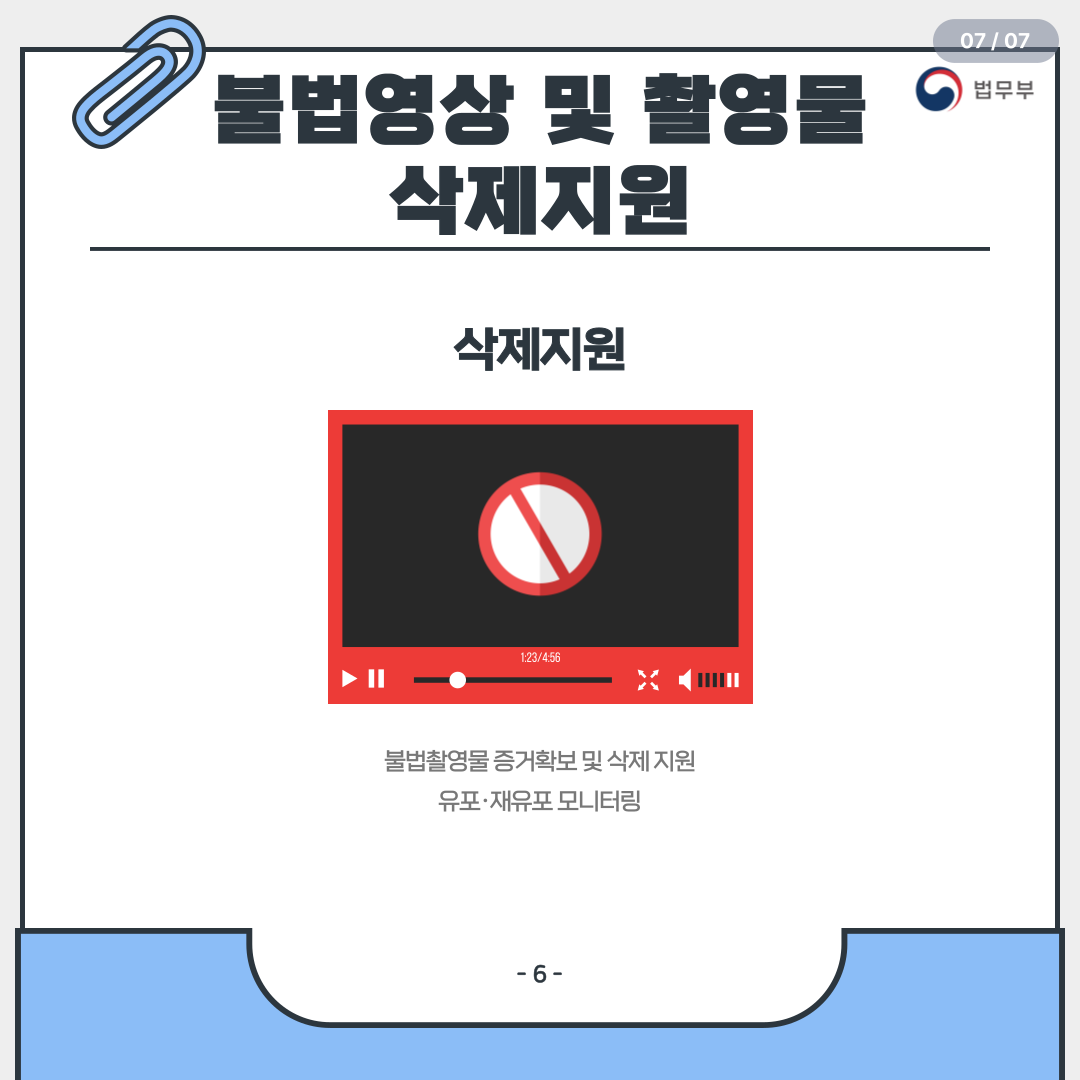 07 / 07
불법영상 및 촬영물
법무부
삭제지원
삭제지원
1:23/4:56
불법촬영물 증거확보 및 삭제 지원
유포·재유포 모니터링
- 6 -